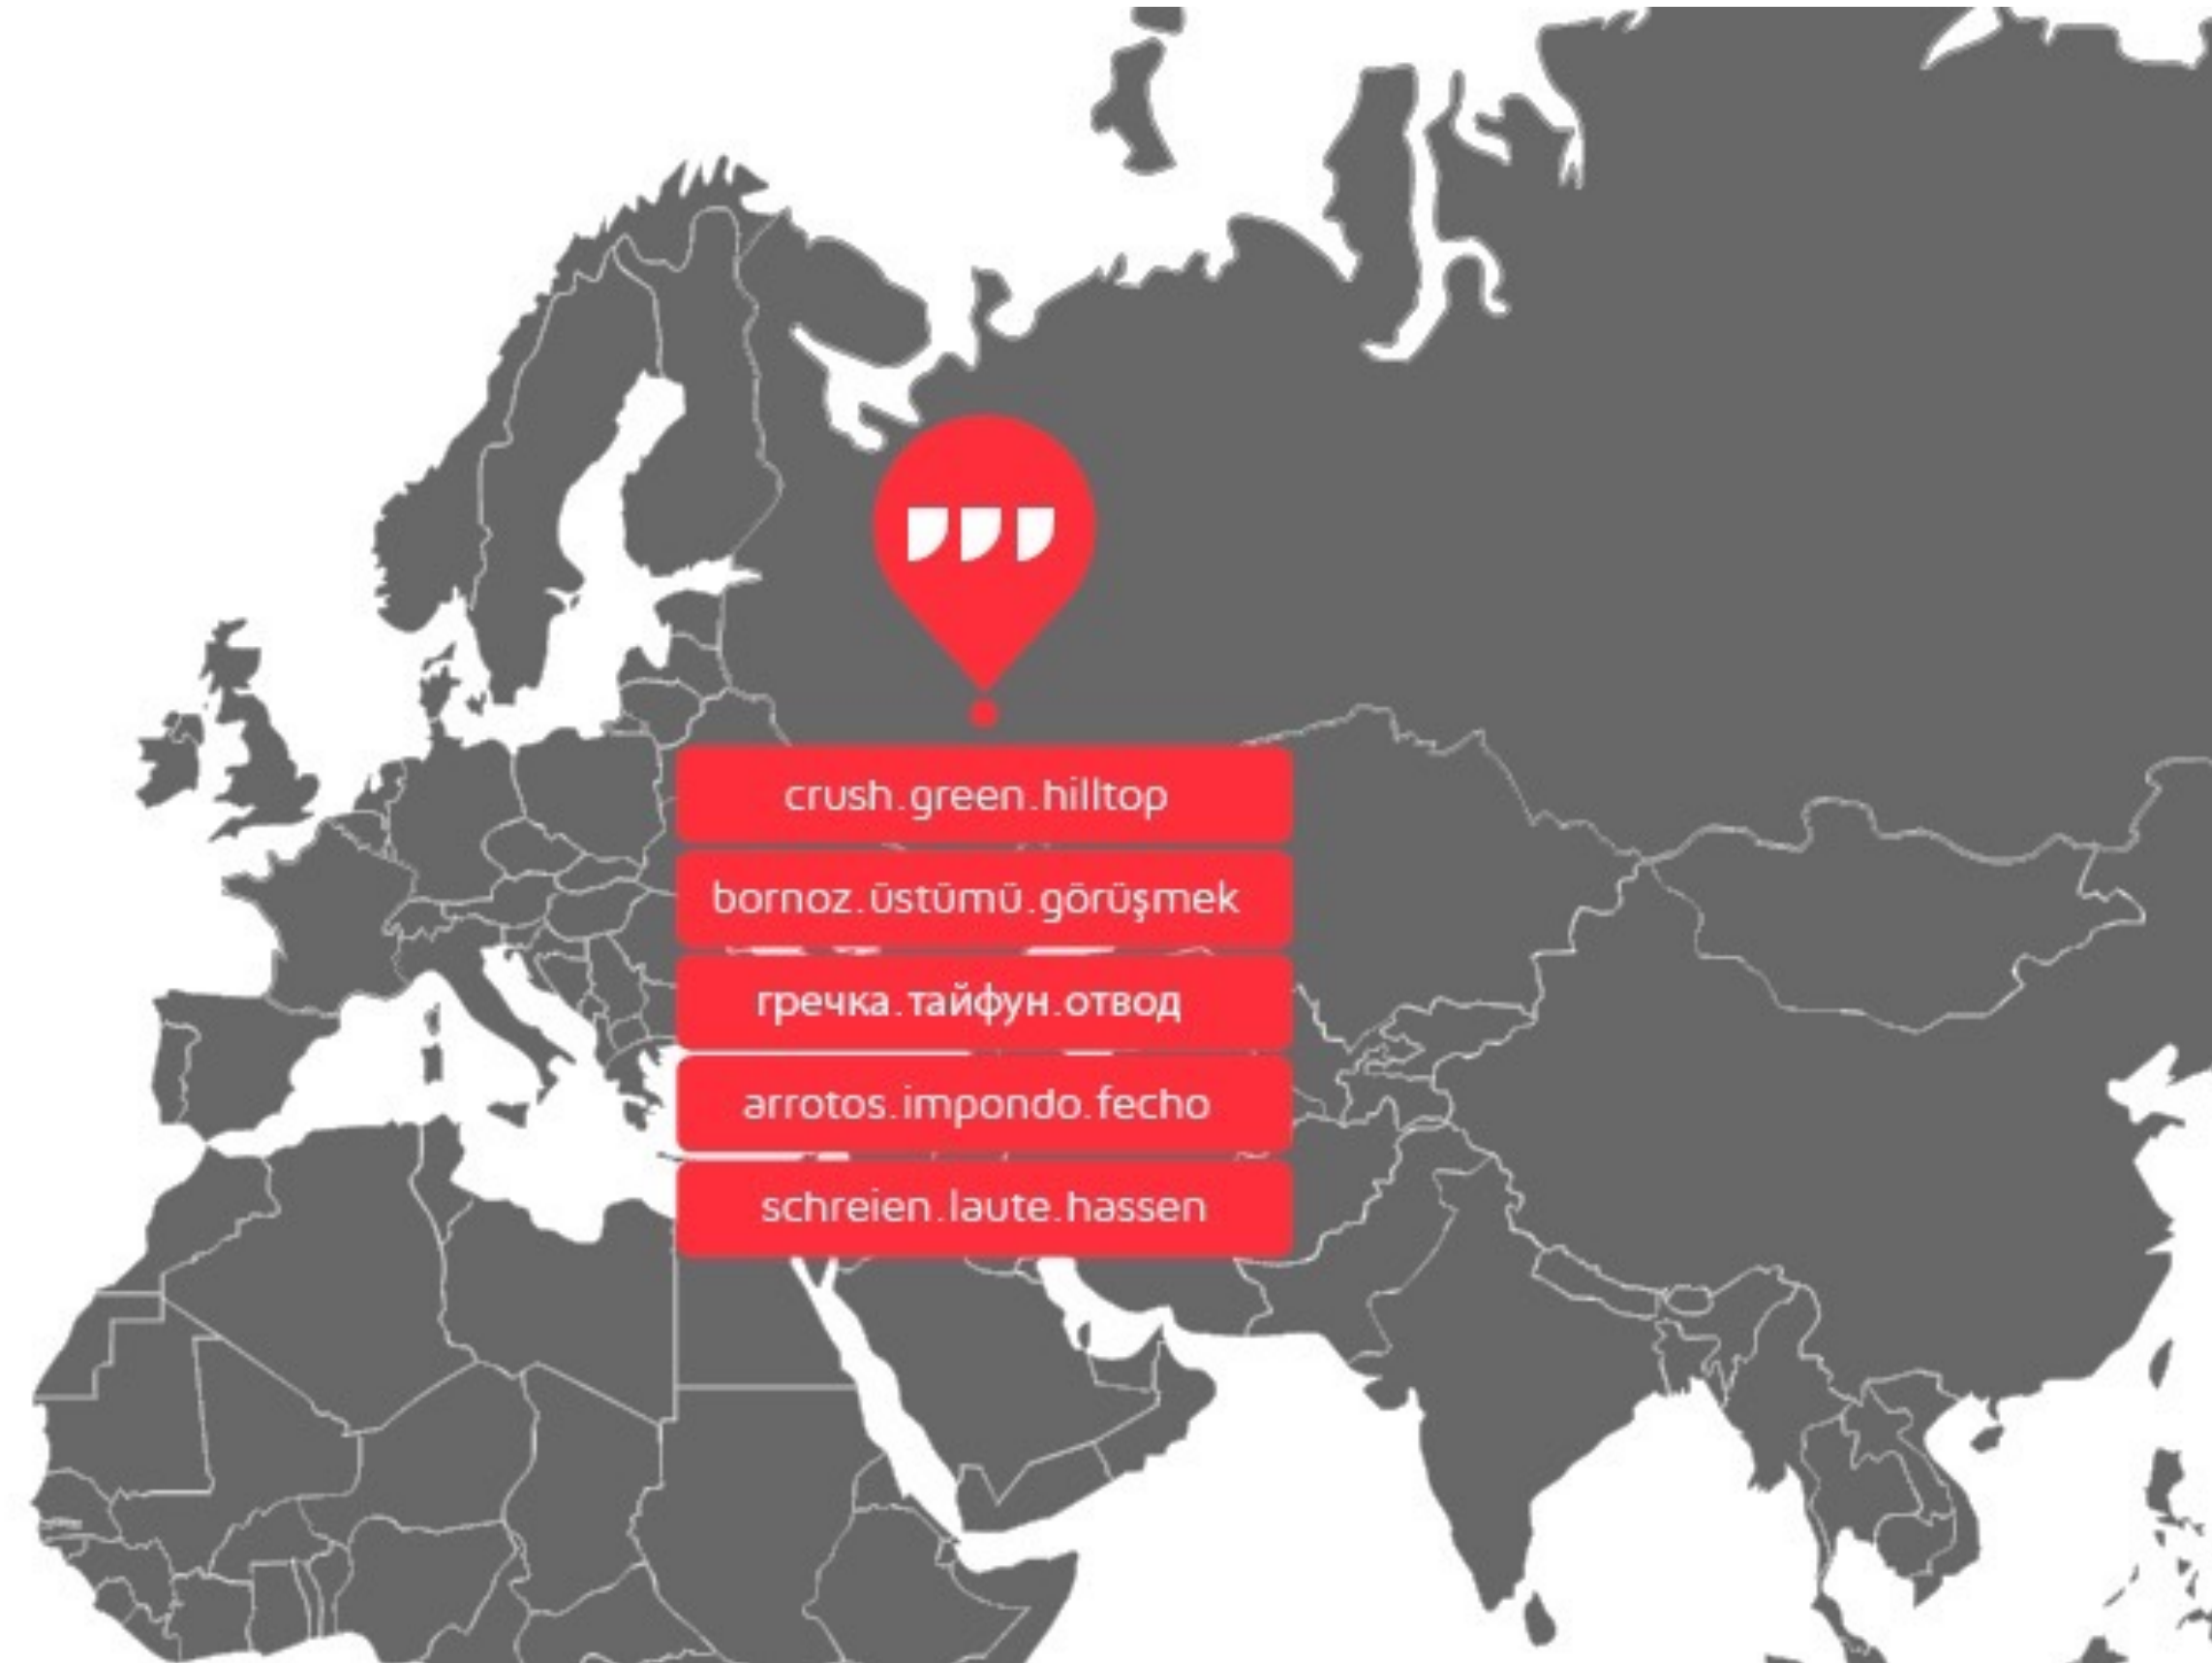 crush.green.hilltop
bornoz.üstümü.görüşmek
гречка.тайфун.отвод
arrotos.impondo.fecho
schreien.laute.hassen